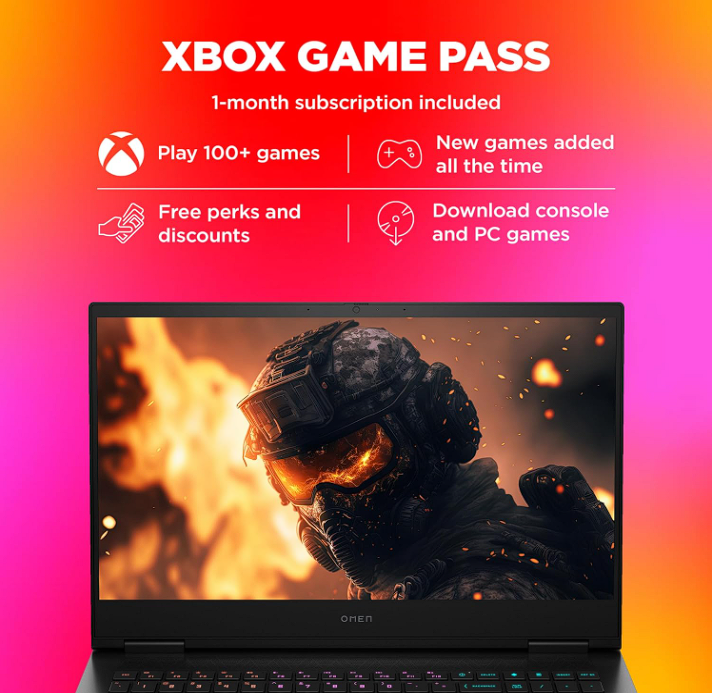 XBOX GAME PASS
1-month subscription included
Play 100+ games
New games added
all the time
Free perks and
discounts
Download console
and PC games
OMEN